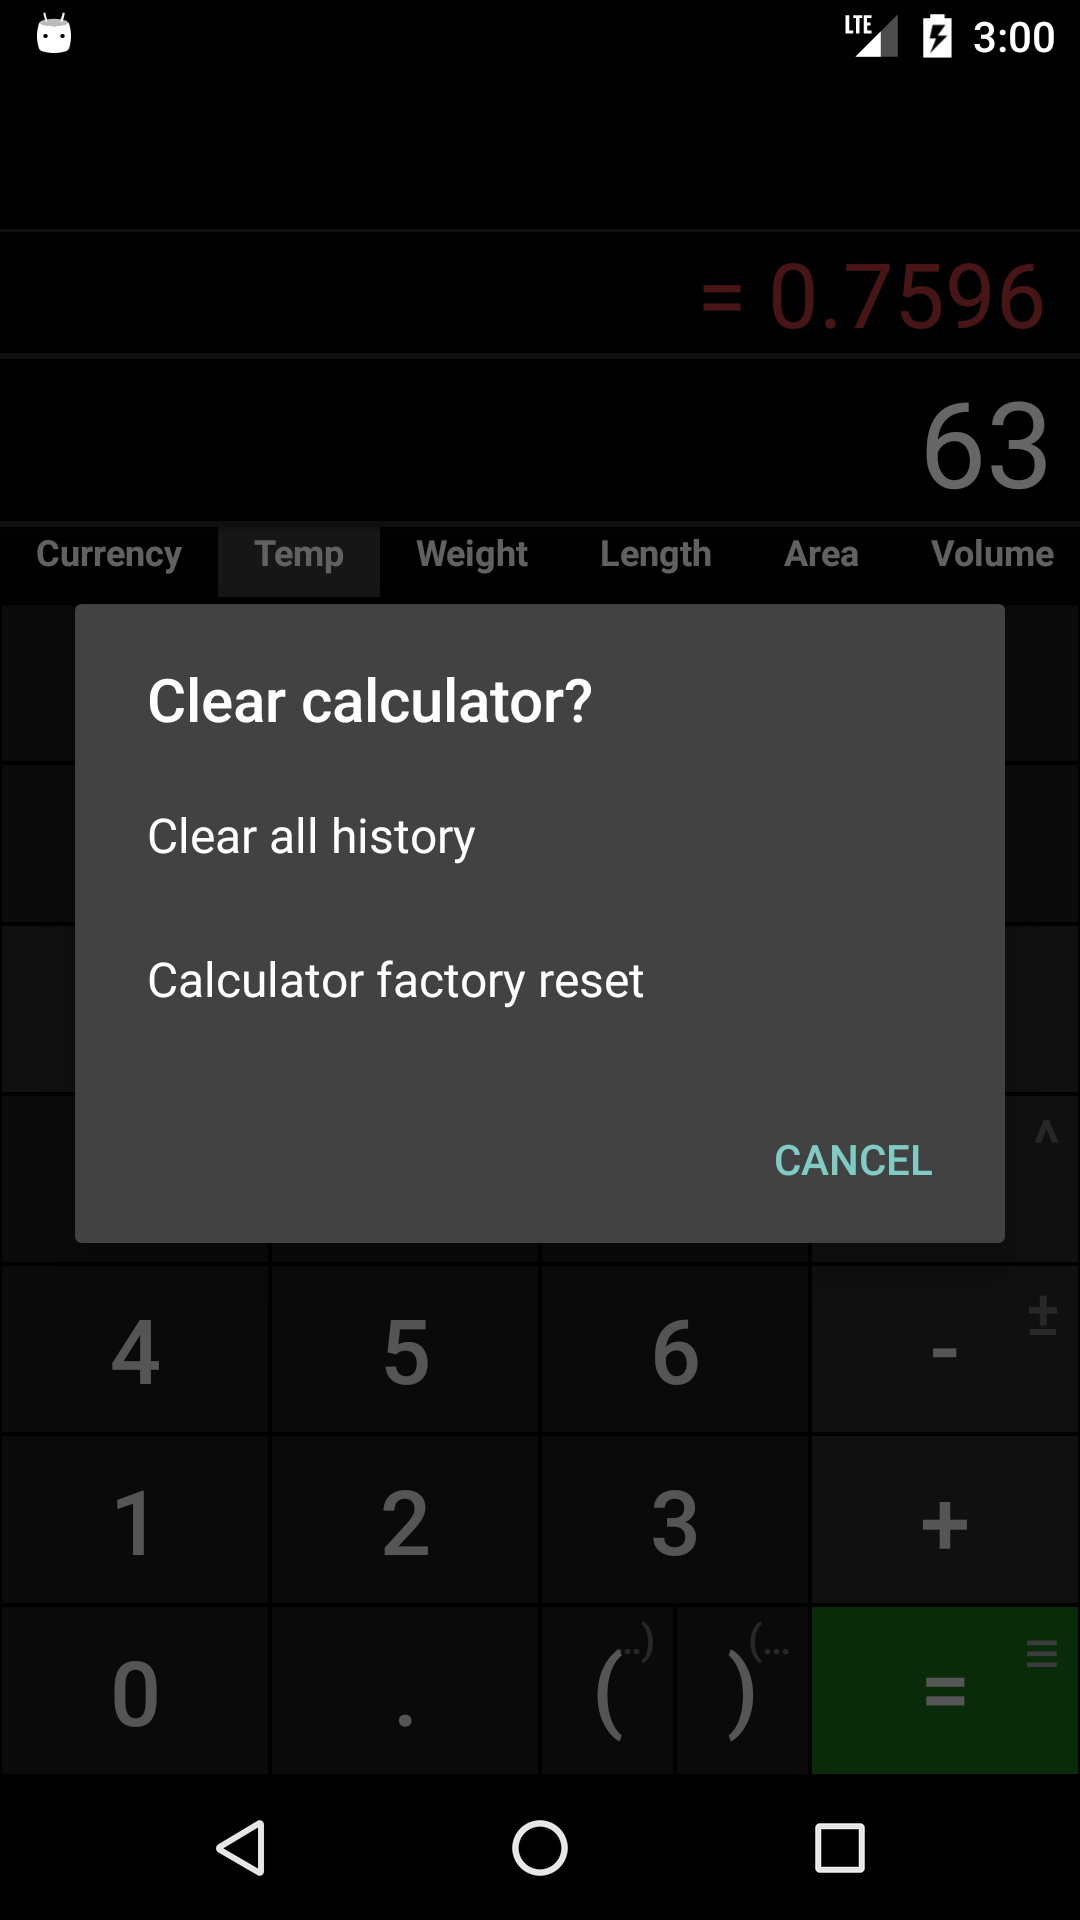 LTE 3:00
= 0.7596
63
Currency Temp Weight Length Area Volume
Clear calculator?
Clear all history
Calculator factory reset
CANCEL
^
4 5 6 - ±
1 2 3 +
0 . ( ..) ) (... = ≡